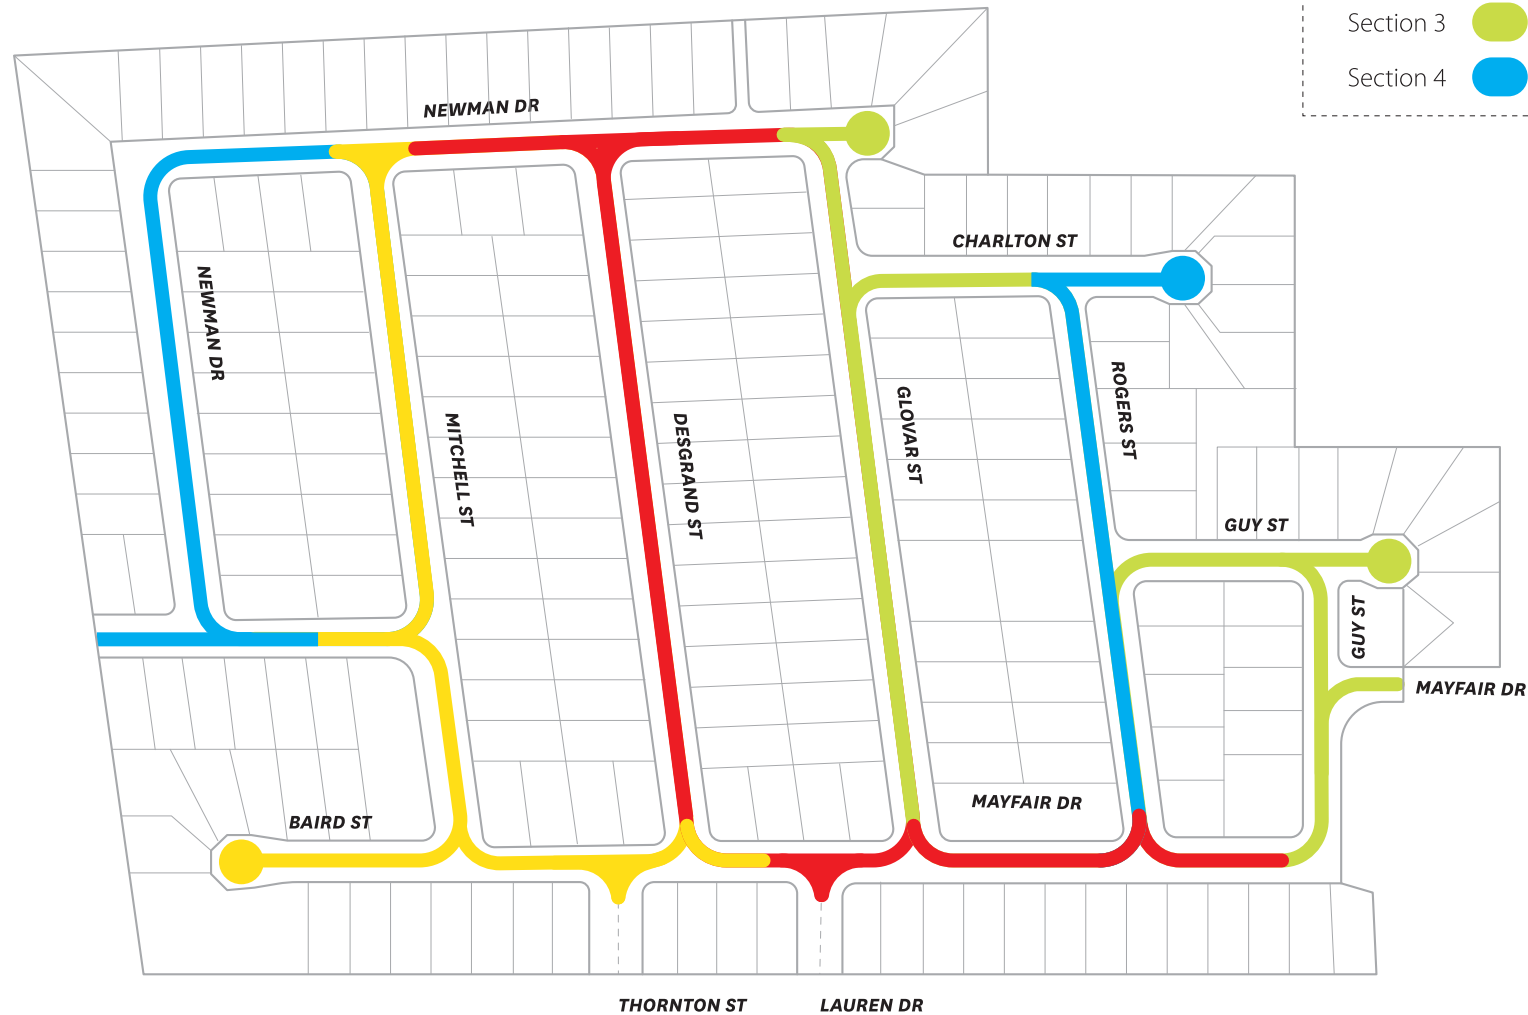 Section 3
Section 4
NEWMAN DR
CHARLTON ST
NEWMAN DR
ROGERS ST
GLOVAR ST
MITCHELL ST
DESGRAND ST
GUY ST
GUY ST
MAYFAIR DR
MAYFAIR DR
BAIRD ST
THORNTON ST
LAUREN DR